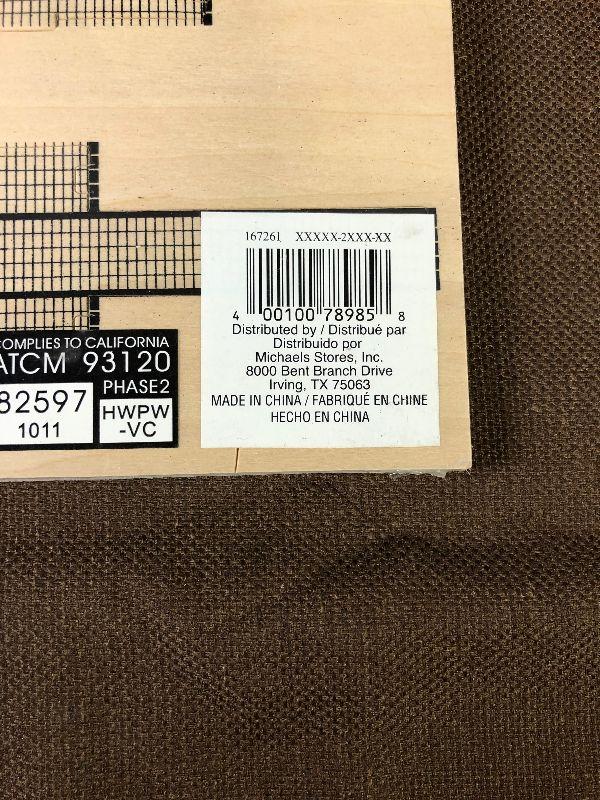 167261 XXXXX-2XXX-XX
4 00100 78985 8
Distributed by / Distribué par
Distribuido por
Michaels Stores, Inc.
8000 Bent Branch Drive
Irving, TX 75063
MADE IN CHINA / FABRIQUÉ EN CHINE
HECHO EN CHINA
COMPLIES TO CALIFORNIA
ATCM 93120
PHASE2
82597
1011
HWPW
-VC